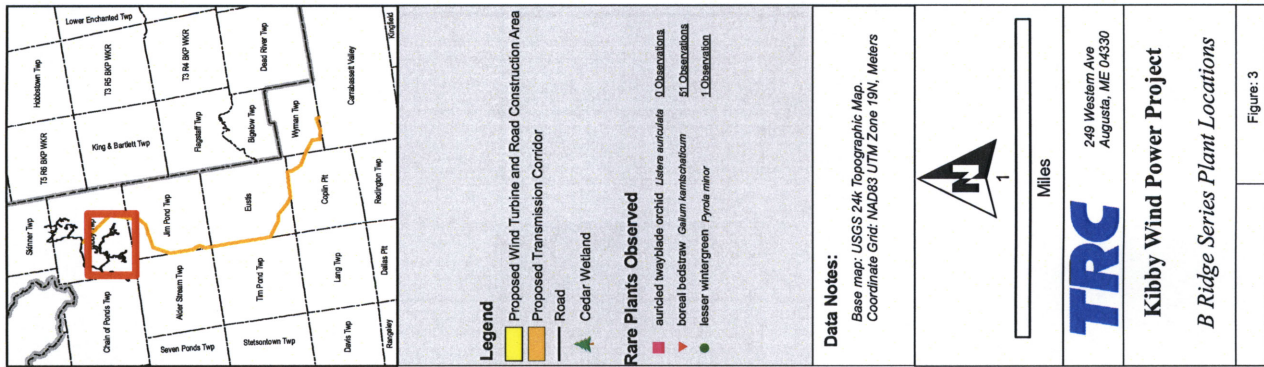 Lower Enchanted Twp
Hobbstown Twp
T3 R5 BKP WKR
T3 R4 BKP WKR
Dead River Twp
Carrabassett Valley
Kingfield
T5 R6 BKP WKR
King & Bartlett Twp
Flagstaff Twp
Bigelow Twp
Wyman Twp
Skinner Twp
Jim Pond Twp
Eustis
Coplin Plt
Redington Twp
Chain of Ponds Twp
Alder Stream Twp
Tim Pond Twp
Lang Twp
Dallas Plt
Seven Ponds Twp
Stetsontown Twp
Davis Twp
Rangeley
Legend
Proposed Wind Turbine and Road Construction Area
Proposed Transmission Corridor
Road
Cedar Wetland
Rare Plants Observed
auricled twayblade orchid Listera auriculata 0 Observations
boreal bedstraw Galium kamtschaticum 51 Observations
lesser wintergreen Pyrola minor 1 Observation
Data Notes:
Base map: USGS 24k Topographic Map.
Coordinate Grid: NAD83 UTM Zone 19N, Meters
N
1
Miles
TRC
249 Western Ave
Augusta, ME 04330
Kibby Wind Power Project
B Ridge Series Plant Locations
Figure: 3